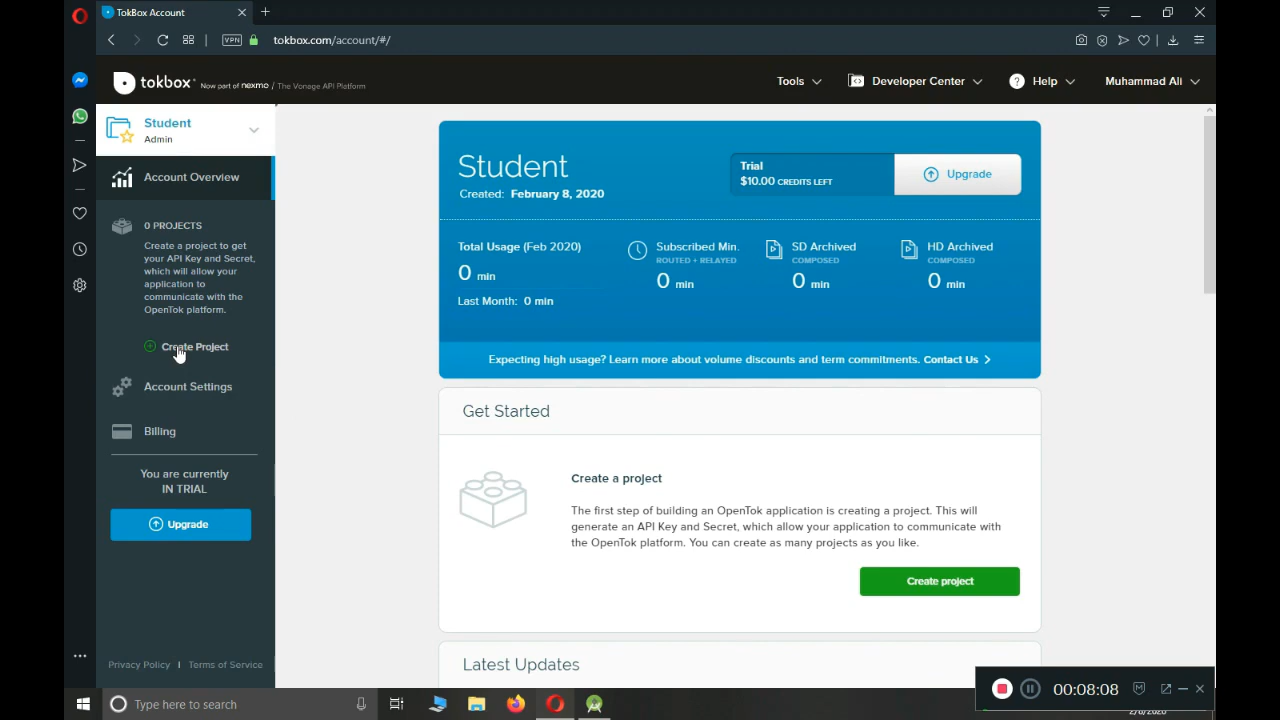 TokBox Account
VPN
tokbox.com/account/#/
tokbox Now part of nexmo / The Vonage API Platform
Tools
Developer Center
? Help
Muhammad Ali
Student
Admin
Account Overview
0 PROJECTS
Create a project to get
your API Key and Secret,
which will allow your
application to
communicate with the
OpenTok platform.
Create Project
Account Settings
Billing
You are currently
IN TRIAL
Upgrade
Privacy Policy | Terms of Service
Student
Created: February 8, 2020
Trial
$10.00 CREDITS LEFT
Upgrade
Total Usage (Feb 2020)
0 min
Last Month: 0 min
Subscribed Min.
ROUTED + RELAYED
0 min
SD Archived
COMPOSED
0 min
HD Archived
COMPOSED
0 min
Expecting high usage? Learn more about volume discounts and term commitments. Contact Us
Get Started
Create a project
The first step of building an OpenTok application is creating a project. This will
generate an API Key and Secret, which allow your application to communicate with
the OpenTok platform. You can create as many projects as you like.
Create project
Latest Updates
00:08:08
Type here to search